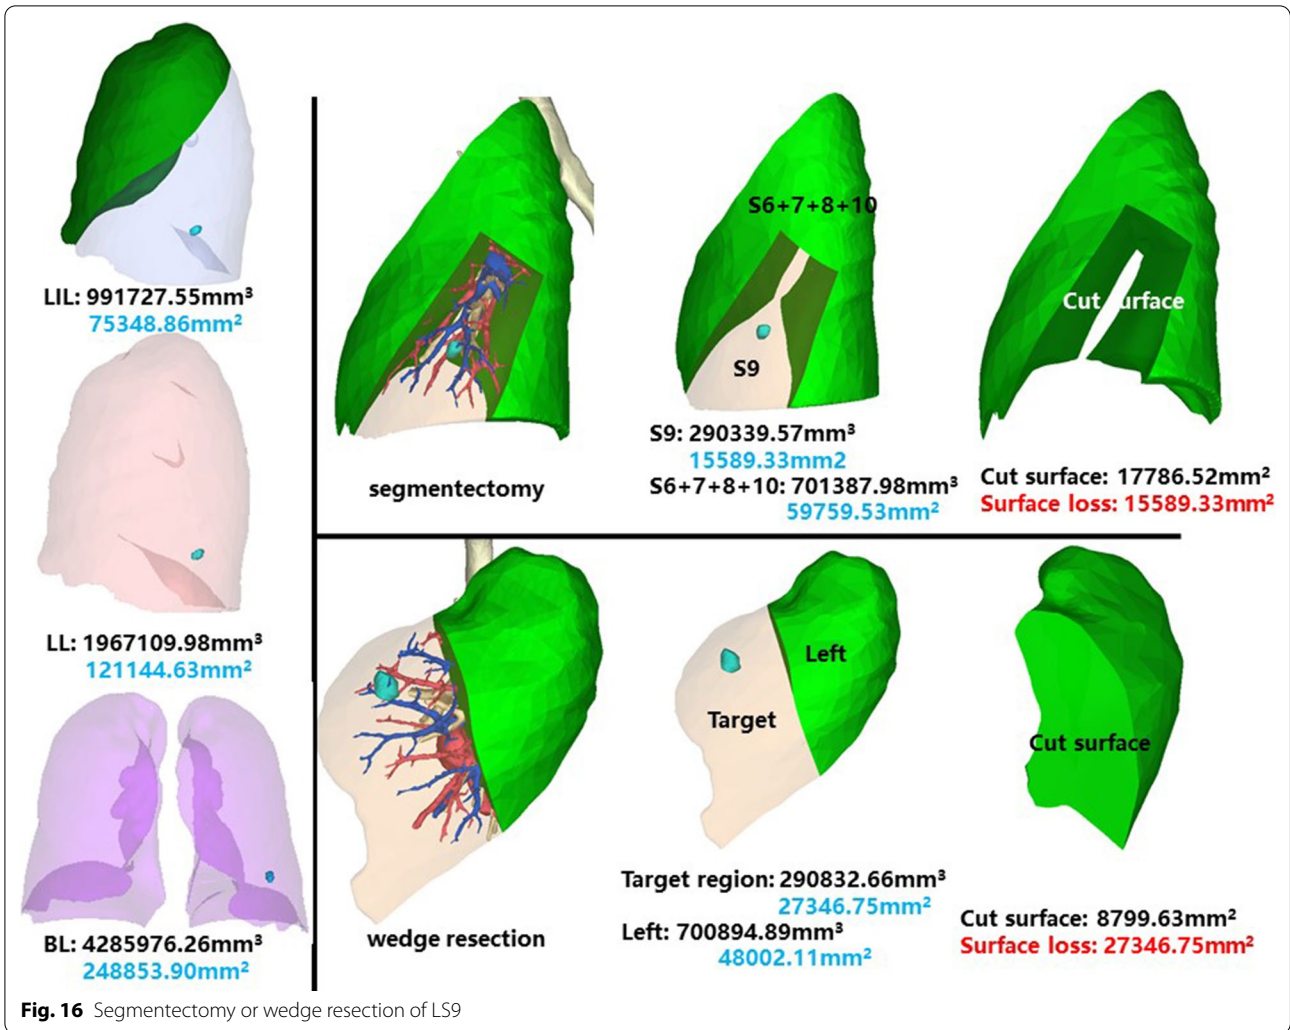 LIL: 991727.55mm³
75348.86mm²
LL: 1967109.98mm³
121144.63mm²
BL: 4285976.26mm³
248853.90mm²
segmentectomy
S6+7+8+10
S9
S9: 290339.57mm³
15589.33mm2
S6+7+8+10: 701387.98mm³
59759.53mm²
Cut surface
Cut surface: 17786.52mm²
Surface loss: 15589.33mm²
wedge resection
Left
Target
Target region: 290832.66mm³
27346.75mm²
Left: 700894.89mm³
48002.11mm²
Cut surface
Cut surface: 8799.63mm²
Surface loss: 27346.75mm²
Fig. 16 Segmentectomy or wedge resection of LS9